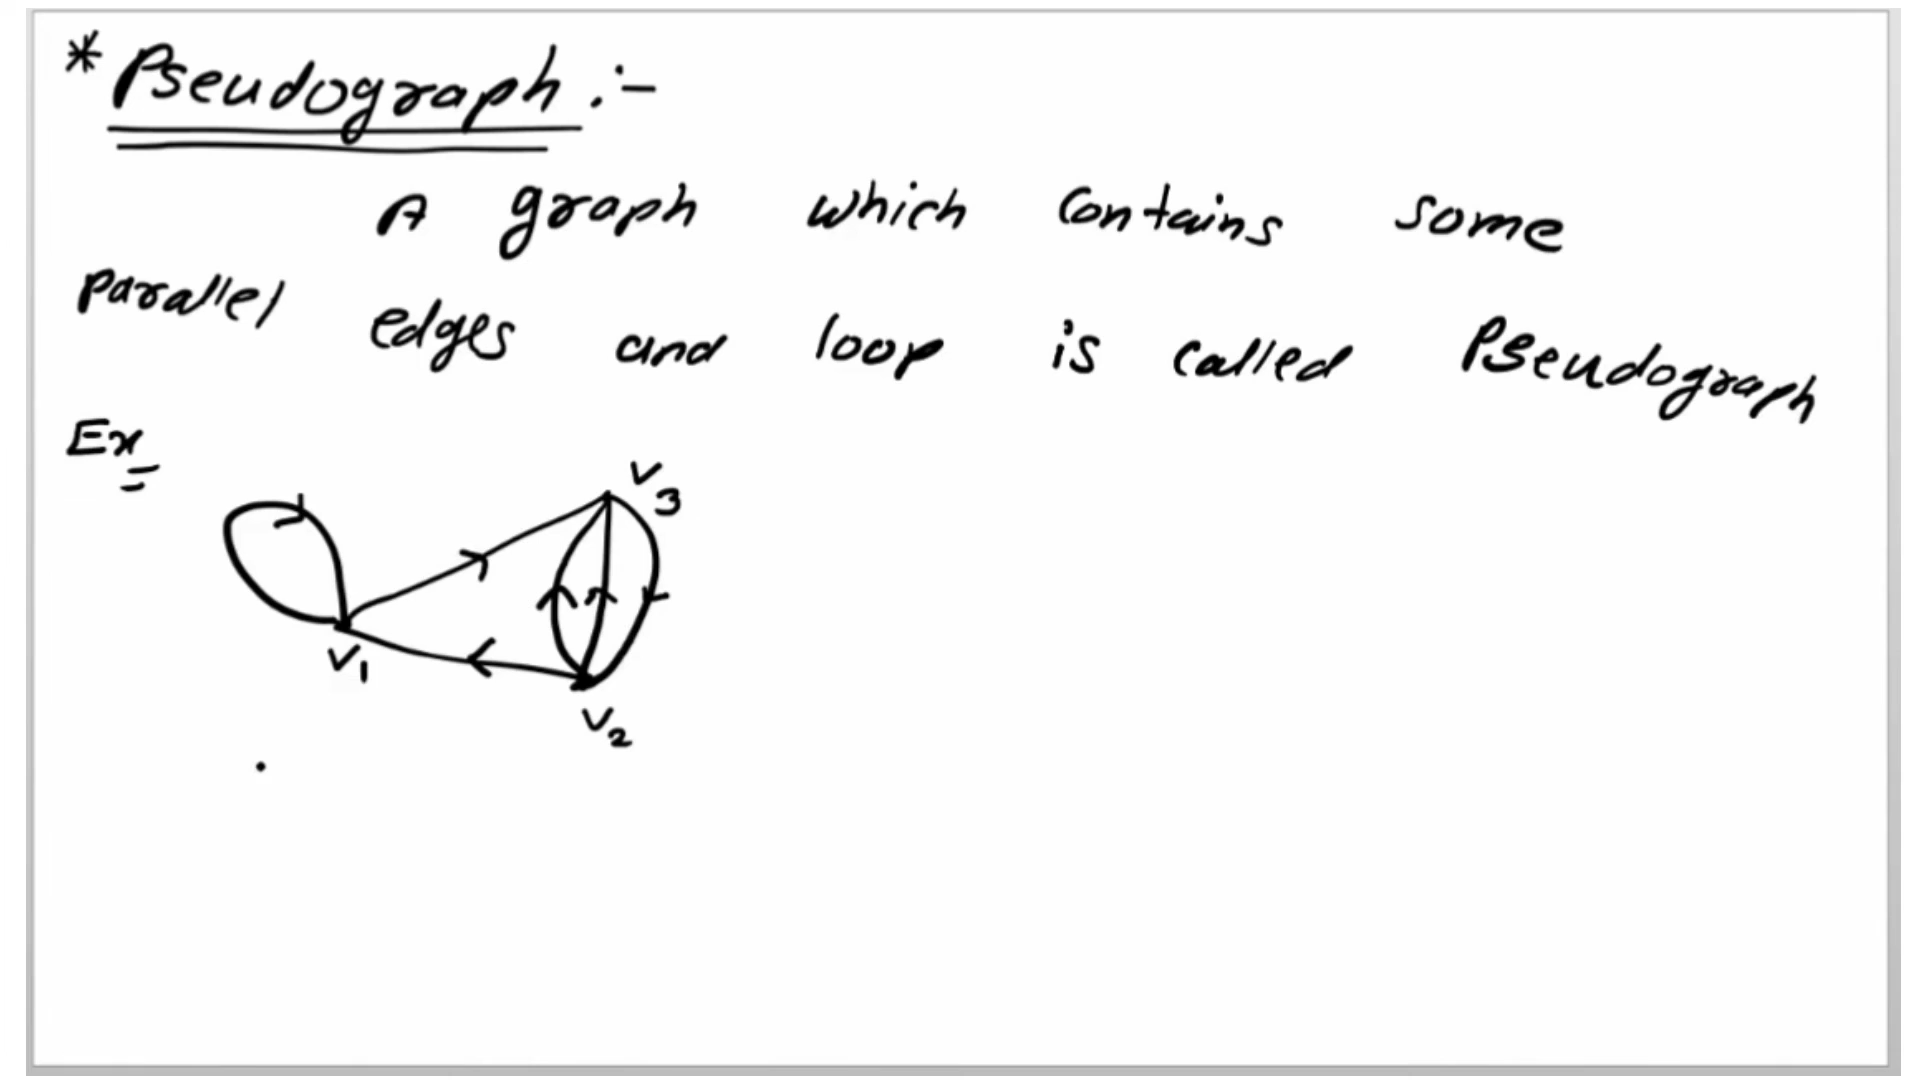 * Pseudograph :-
A graph which contains some
parallel edges and loop is called Pseudograph
Ex
V3
V1
V2